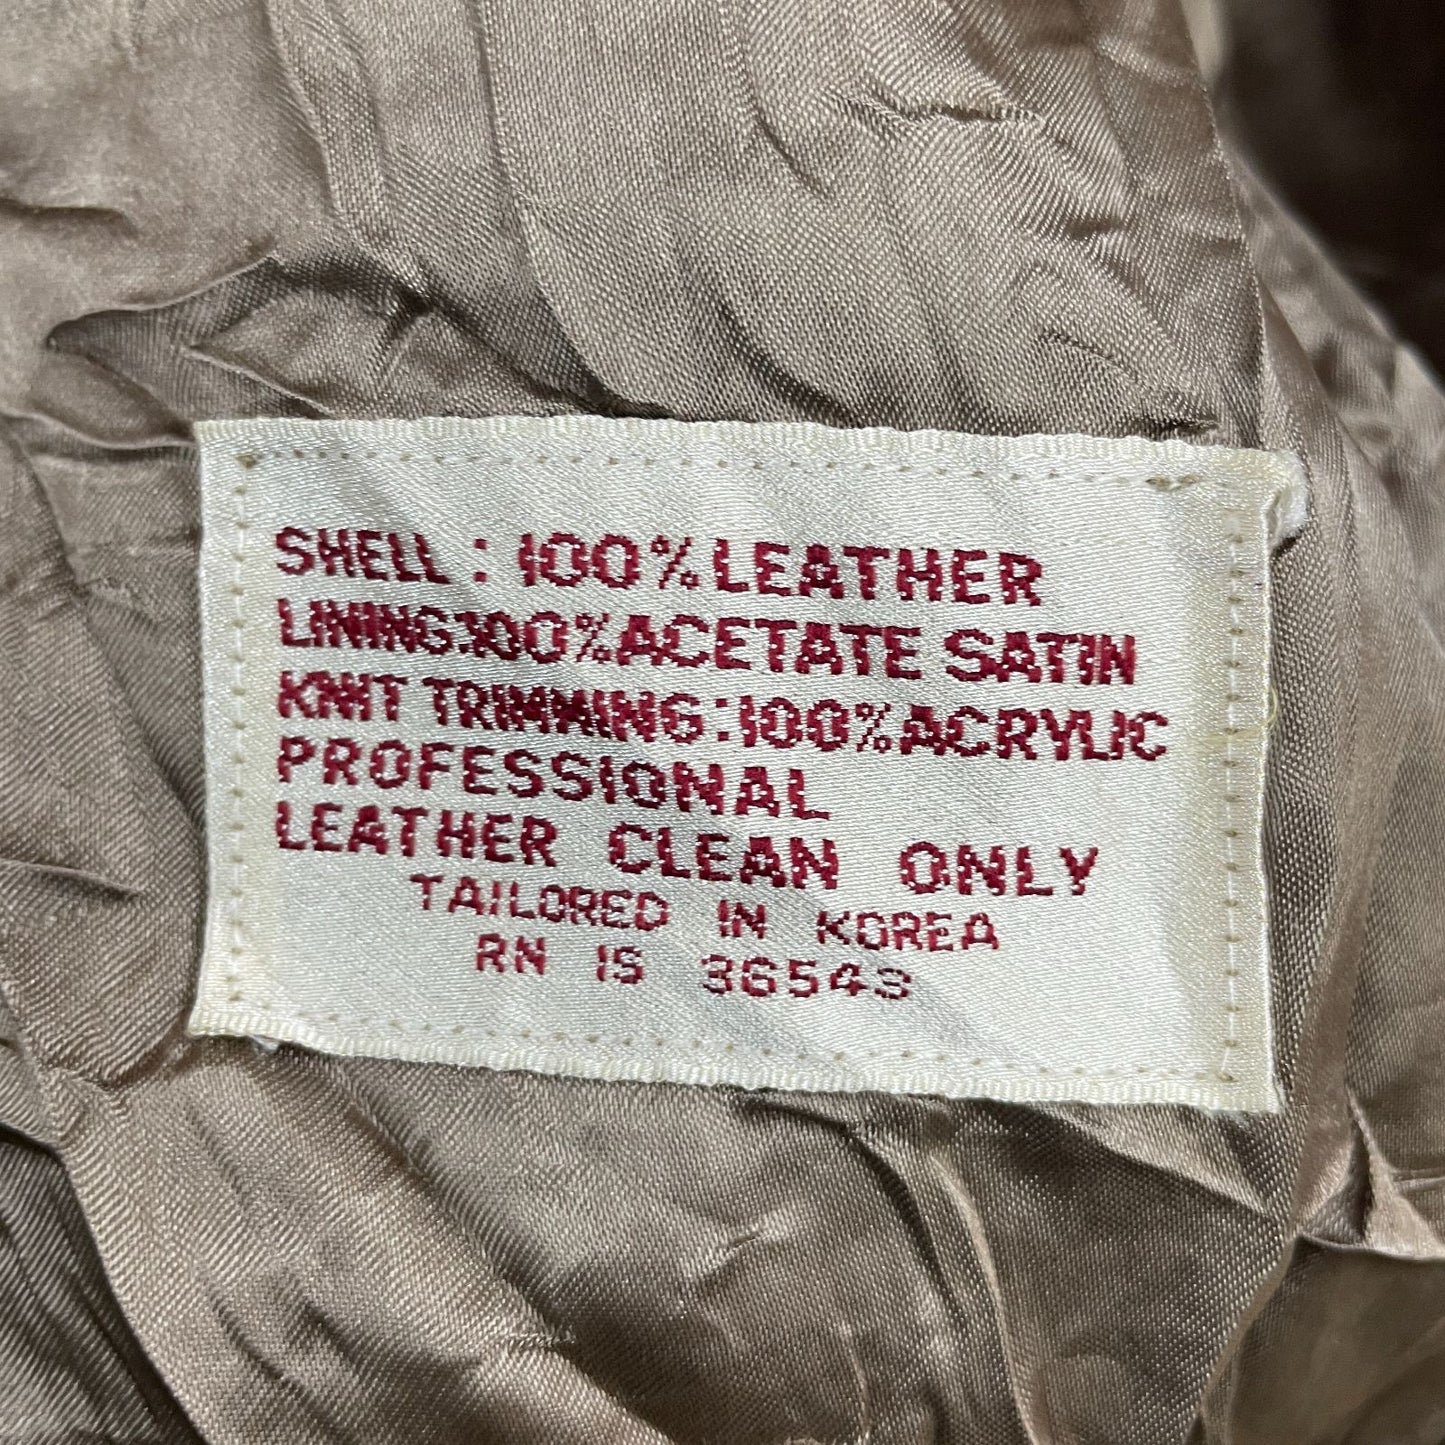 SHELL : 100% LEATHER
LINING:100% ACETATE SATIN
KNIT TRIMMING:100% ACRYLIC
PROFESSIONAL
LEATHER CLEAN ONLY
TAILORED IN KOREA
RN IS 36543